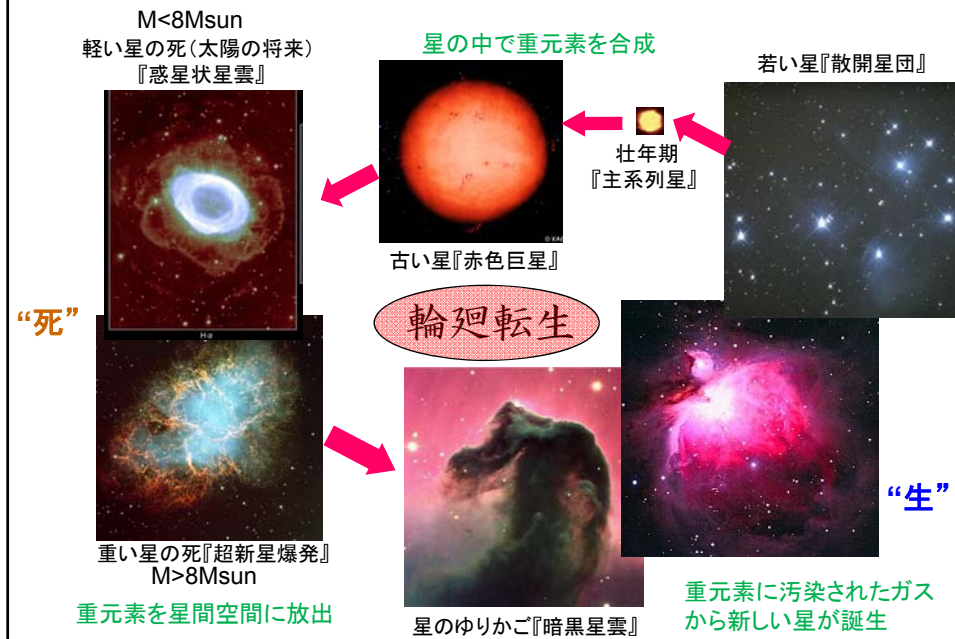 M<8Msun
軽い星の死(太陽の将来)
『惑星状星雲』
星の中で重元素を合成
若い星『散開星団』
壮年期
『主系列星』
古い星『赤色巨星』
“死”
輪廻転生
Hα
“生”
重い星の死『超新星爆発』
M>8Msun
重元素を星間空間に放出
星のゆりかご『暗黒星雲』
重元素に汚染されたガス
から新しい星が誕生